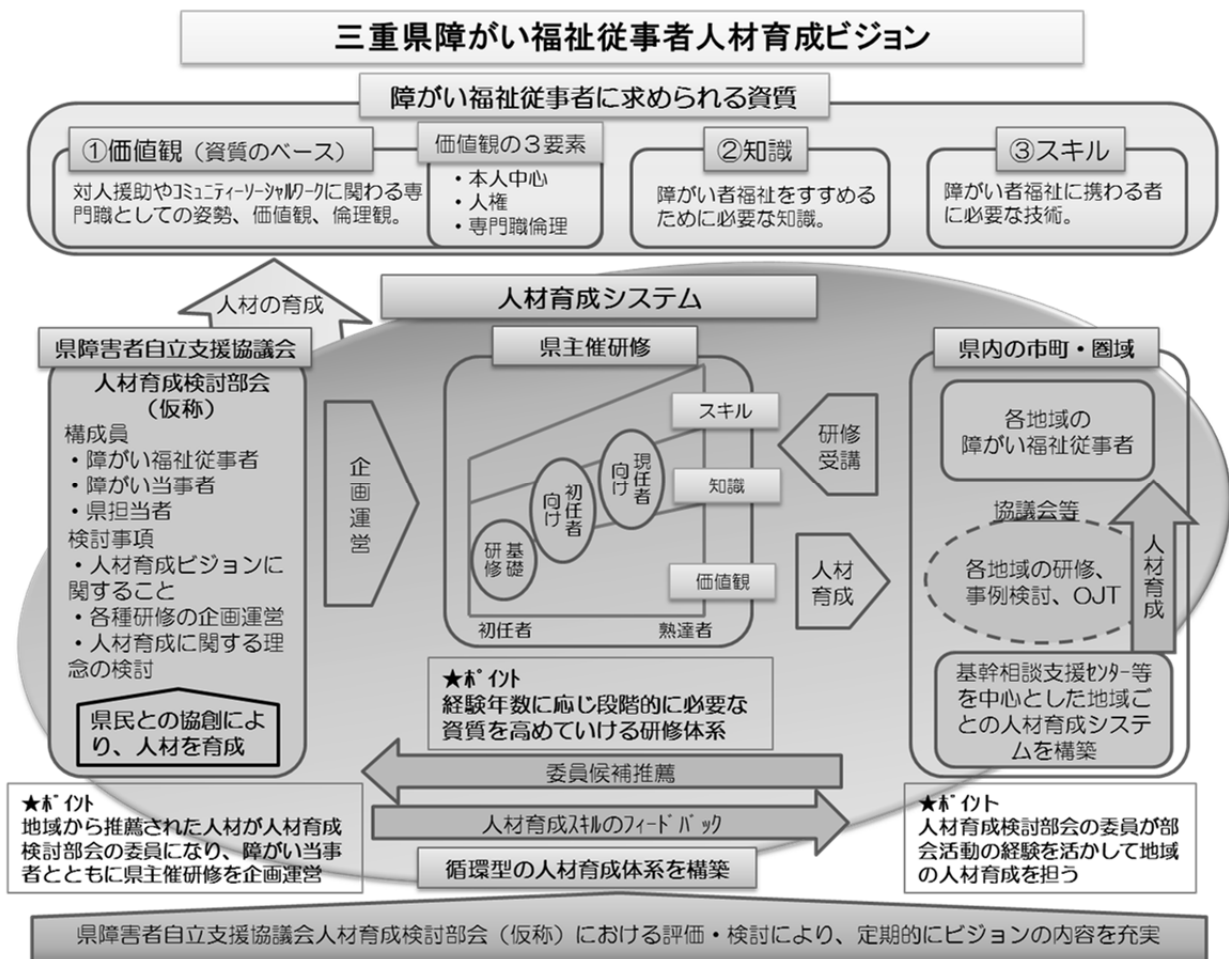 三重県障がい福祉従事者人材育成ビジョン
障がい福祉従事者に求められる資質
①価値観（資質のベース）
対人援助やｺﾐｭﾆﾃｨｰｿｰｼｬﾙﾜｰｸに関わる専
門職としての姿勢、価値観、倫理観。
価値観の３要素
・本人中心
・人権
・専門職倫理
②知識
障がい者福祉をすすめる
ために必要な知識。
③スキル
障がい者福祉に携わる者
に必要な技術。
人材の育成
人材育成システム
県障害者自立支援協議会
人材育成検討部会
（仮称）
構成員
・障がい福祉従事者
・障がい当事者
・県担当者
検討事項
・人材育成ビジョンに
関すること
・各種研修の企画運営
・人材育成に関する理
念の検討
県民との協創によ
り、人材を育成
企画運営
県主催研修
スキル
知識
価値観
基礎
研修
初任者
向け
現任者
向け
初任者
熟達者
研修
受講
人材
育成
県内の市町・圏域
各地域の
障がい福祉従事者
協議会等
各地域の研修、
事例検討、OJT
人材育成
基幹相談支援ｾﾝﾀｰ等
を中心とした地域ご
との人材育成システ
ムを構築
★ﾎﾟｲﾝﾄ
経験年数に応じ段階的に必要な
資質を高めていける研修体系
委員候補推薦
人材育成ｽｷﾙのﾌｨｰﾄﾞﾊﾞｯｸ
循環型の人材育成体系を構築
★ﾎﾟｲﾝﾄ
地域から推薦された人材が人材育成
検討部会の委員になり、障がい当事
者とともに県主催研修を企画運営
★ﾎﾟｲﾝﾄ
人材育成検討部会の委員が部
会活動の経験を活かして地域
の人材育成を担う
県障害者自立支援協議会人材育成検討部会（仮称）における評価・検討により、定期的にビジョンの内容を充実